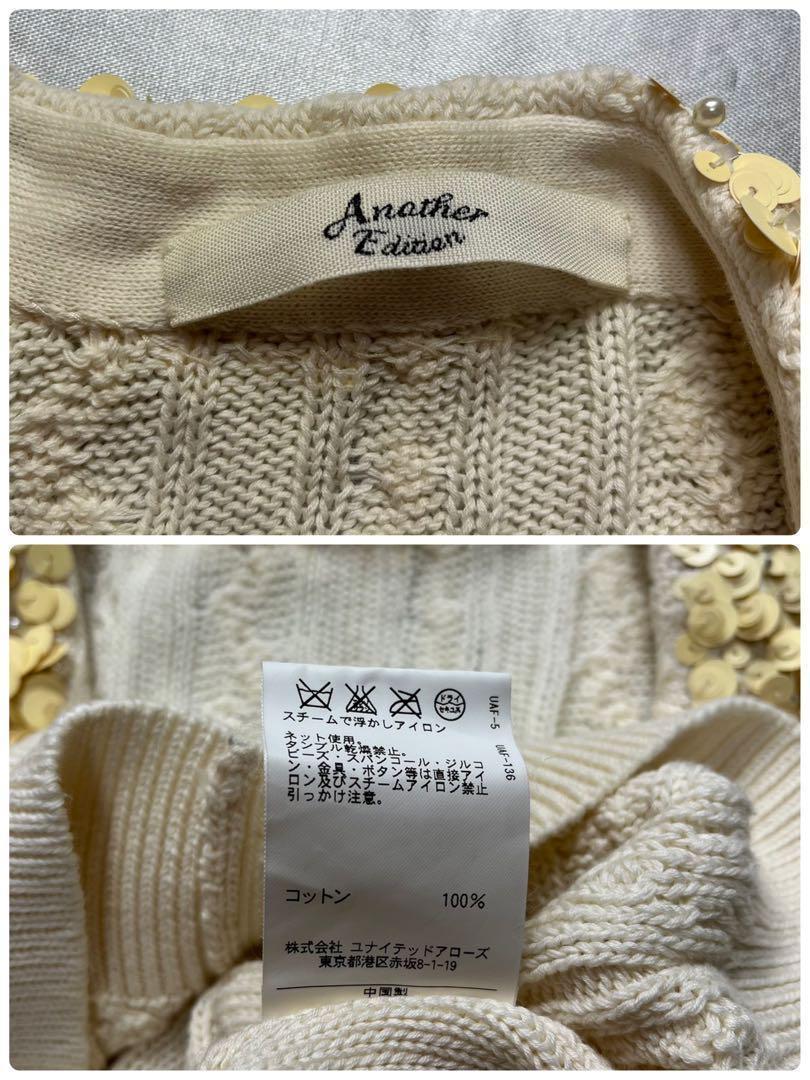 Another
Edition
ドライ
セキユ系
UAF-5
UAF-136
スチームで浮かしアイロン
ネット使用。
タンブル乾燥禁止。
ビーズ・スパンコール・ジルコ
ン・金具・ボタン等は直接アイ
ロン及びスチームアイロン禁止
引っかけ注意。
コットン 100%
株式会社 ユナイテッドアローズ
東京都港区赤坂8-1-19
中国製